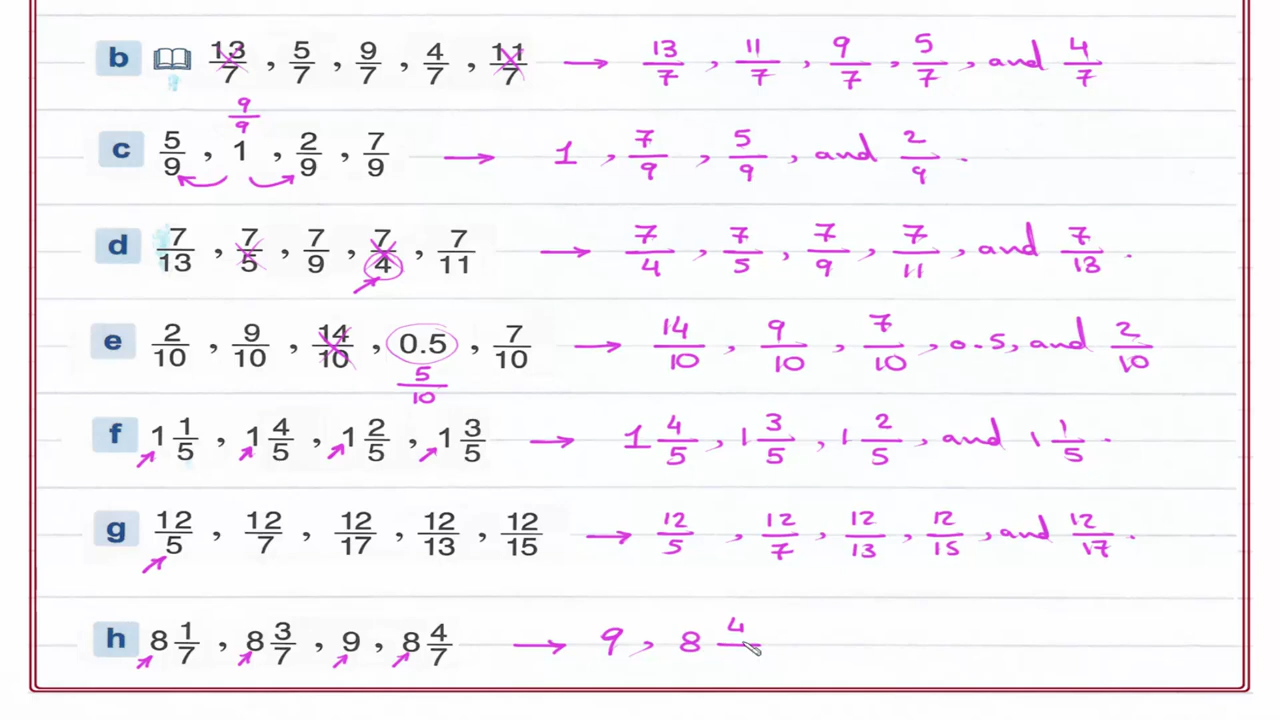 b 13/7 , 5/7 , 9/7 , 4/7 , 11/7 → 13/7 , 11/7 , 9/7 , 5/7 , and 4/7
9/9
c 5/9 , 1 , 2/9 , 7/9 → 1 , 7/9 , 5/9 , and 2/9 .
d 7/13 , 7/5 , 7/9 , 7/4 , 7/11 → 7/4 , 7/5 , 7/9 , 7/11 , and 7/13 .
e 2/10 , 9/10 , 14/10 , 0.5 , 7/10 → 14/10 , 9/10 , 7/10 , 0.5 , and 2/10
5/10
f 1 1/5 , 1 4/5 , 1 2/5 , 1 3/5 → 1 4/5 , 1 3/5 , 1 2/5 , and 1 1/5 .
g 12/5 , 12/7 , 12/17 , 12/13 , 12/15 → 12/5 , 12/7 , 12/13 , 12/15 , and 12/17 .
h 8 1/7 , 8 3/7 , 9 , 8 4/7 → 9 , 8 4/